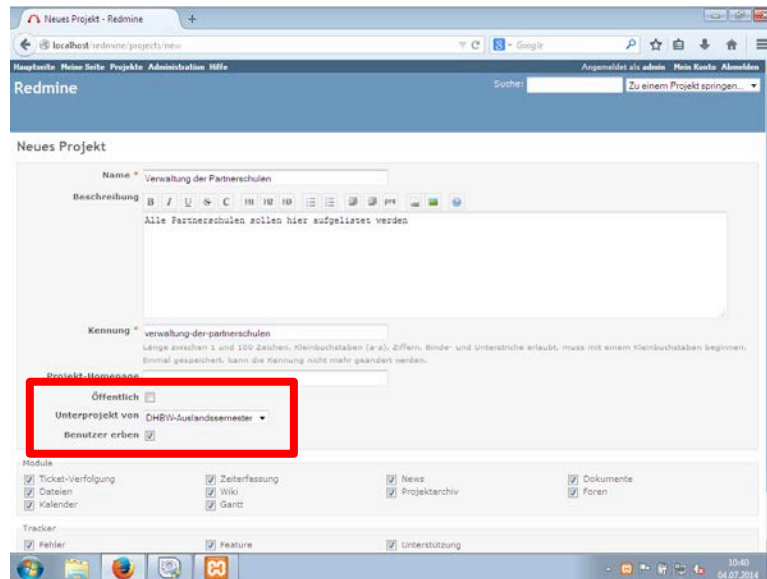 Neues Projekt - Redmine
localhost/redmine/projects/new
Google
Hauptseite Meine Seite Projekte Administration Hilfe
Angemeldet als admin Mein Konto Abmelden
Redmine
Suche:
Zu einem Projekt springen...
Neues Projekt
Name * Verwaltung der Partnerschulen
Beschreibung B I U S C H1 H2 H3 pre
Alle Partnerschulen sollen hier aufgelistet werden
Kennung * verwaltung-der-partnerschulen
Länge zwischen 1 und 100 Zeichen. Kleinbuchstaben (a-z), Ziffern, Binde- und Unterstriche erlaubt, muss mit einem Kleinbuchstaben beginnen.
Einmal gespeichert, kann die Kennung nicht mehr geändert werden.
Projekt-Homepage
Öffentlich
Unterprojekt von DHBW-Auslandssemester
Benutzer erben
Module
Ticket-Verfolgung Zeiterfassung News Dokumente
Dateien Wiki Projektarchiv Foren
Kalender Gantt
Tracker
Fehler Feature Unterstützung
10:40
04.07.2014